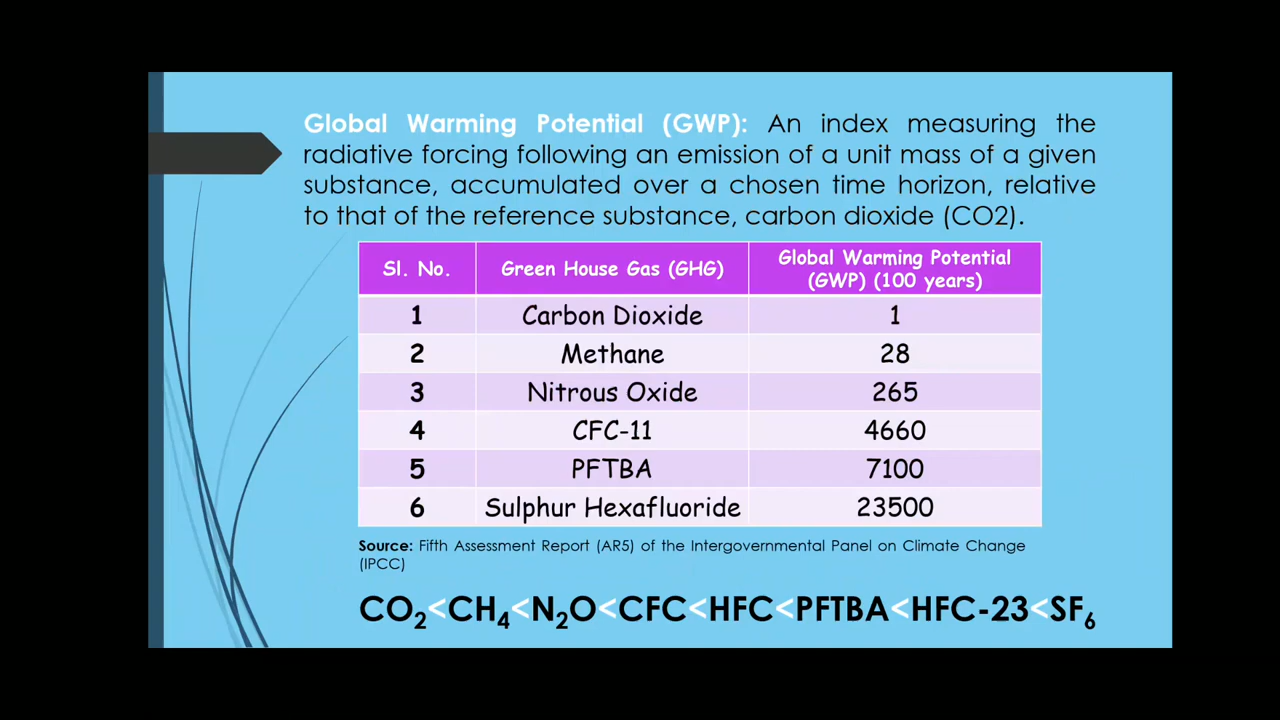 Global Warming Potential (GWP): An index measuring the
radiative forcing following an emission of a unit mass of a given
substance, accumulated over a chosen time horizon, relative
to that of the reference substance, carbon dioxide (CO2).
Sl. No. Green House Gas (GHG) Global Warming Potential (GWP) (100 years)
1 Carbon Dioxide 1
2 Methane 28
3 Nitrous Oxide 265
4 CFC-11 4660
5 PFTBA 7100
6 Sulphur Hexafluoride 23500
Source: Fifth Assessment Report (AR5) of the Intergovernmental Panel on Climate Change
(IPCC)
CO₂<CH₄<N₂O<CFC<HFC<PFTBA<HFC-23<SF₆